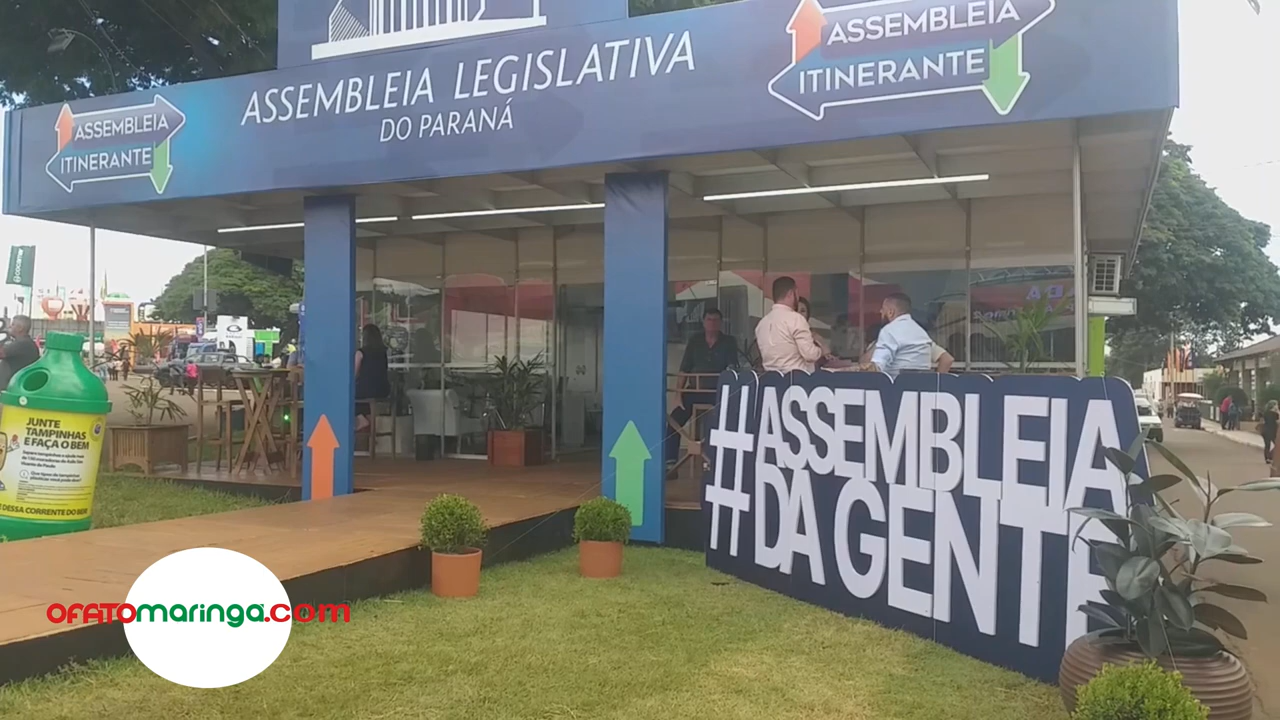 ASSEMBLEIA LEGISLATIVA
DO PARANÁ
ASSEMBLEIA
ITINERANTE
ASSEMBLEIA
ITINERANTE
JUNTE
TAMPINHAS
E FAÇA O BEM
E DESSA CORRENTE DO BEM
#ASSEMBLEIA
#DA GENTE
OFATOmaringa.com